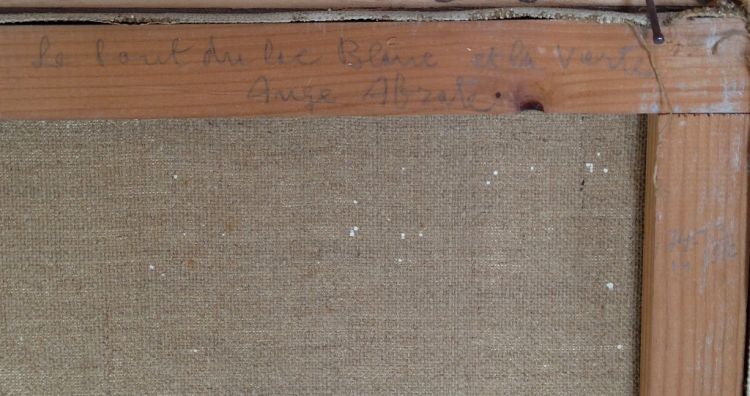 Le bout du lac Blanc et la Verte
Ange Abrate